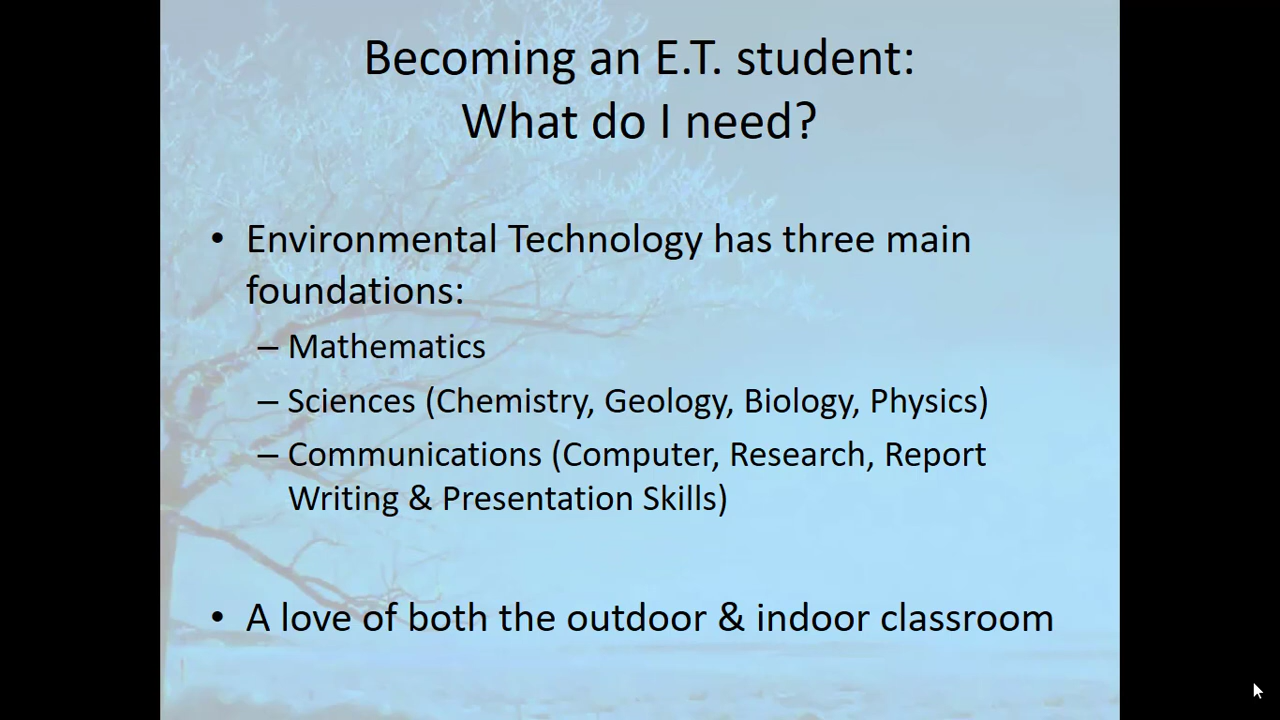 Becoming an E.T. student:
What do I need?
• Environmental Technology has three main
foundations:
– Mathematics
– Sciences (Chemistry, Geology, Biology, Physics)
– Communications (Computer, Research, Report
Writing & Presentation Skills)
• A love of both the outdoor & indoor classroom